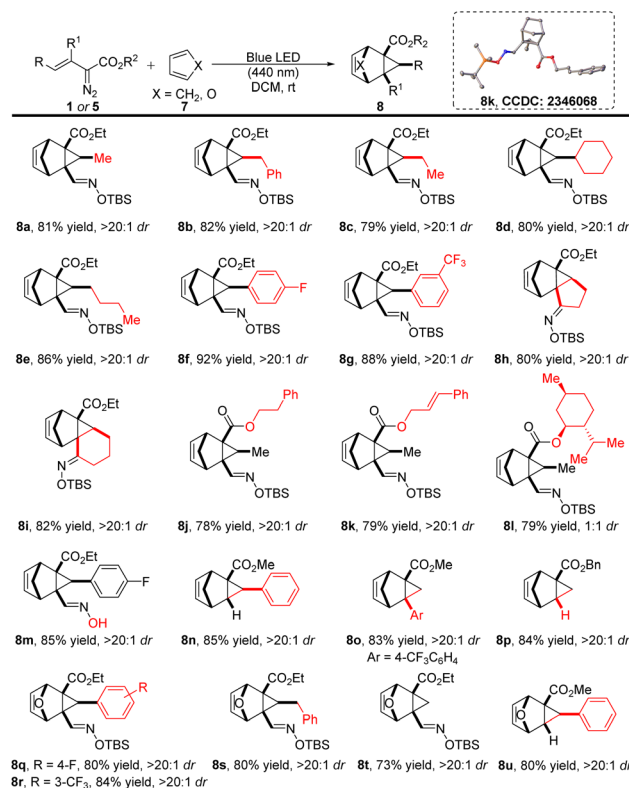 R
R¹
CO₂R²
N₂
1 or 5
+
X
X = CH2, O
7
Blue LED
(440 nm)
DCM, rt
CO₂R₂
X
R
R¹
8
8k, CCDC: 2346068
CO₂Et
Me
N
OTBS
8a, 81% yield, >20:1 dr
CO₂Et
Ph
N
OTBS
8b, 82% yield, >20:1 dr
CO₂Et
Me
N
OTBS
8c, 79% yield, >20:1 dr
CO₂Et
N
OTBS
8d, 80% yield, >20:1 dr
CO₂Et
Me
N
OTBS
8e, 86% yield, >20:1 dr
CO₂Et
F
N
OTBS
8f, 92% yield, >20:1 dr
CF₃
CO₂Et
N
OTBS
8g, 88% yield, >20:1 dr
CO₂Et
N
OTBS
8h, 80% yield, >20:1 dr
CO₂Et
N
OTBS
8i, 82% yield, >20:1 dr
Ph
O
O
Me
N
OTBS
8j, 78% yield, >20:1 dr
Ph
O
O
Me
N
OTBS
8k, 79% yield, >20:1 dr
Me
Me
O
O
Me
Me
N
OTBS
8l, 79% yield, 1:1 dr
CO₂Et
F
N
OH
8m, 85% yield, >20:1 dr
CO₂Me
H
8n, 85% yield, >20:1 dr
CO₂Me
Ar
8o, 83% yield, >20:1 dr
Ar = 4-CF₃C₆H₄
CO₂Bn
H
8p, 84% yield, >20:1 dr
CO₂Et
R
O
N
OTBS
8q, R = 4-F, 80% yield, >20:1 dr
8r, R = 3-CF₃, 84% yield, >20:1 dr
CO₂Et
O
Ph
N
OTBS
8s, 80% yield, >20:1 dr
CO₂Et
O
N
OTBS
8t, 73% yield, >20:1 dr
CO₂Me
O
H
8u, 80% yield, >20:1 dr